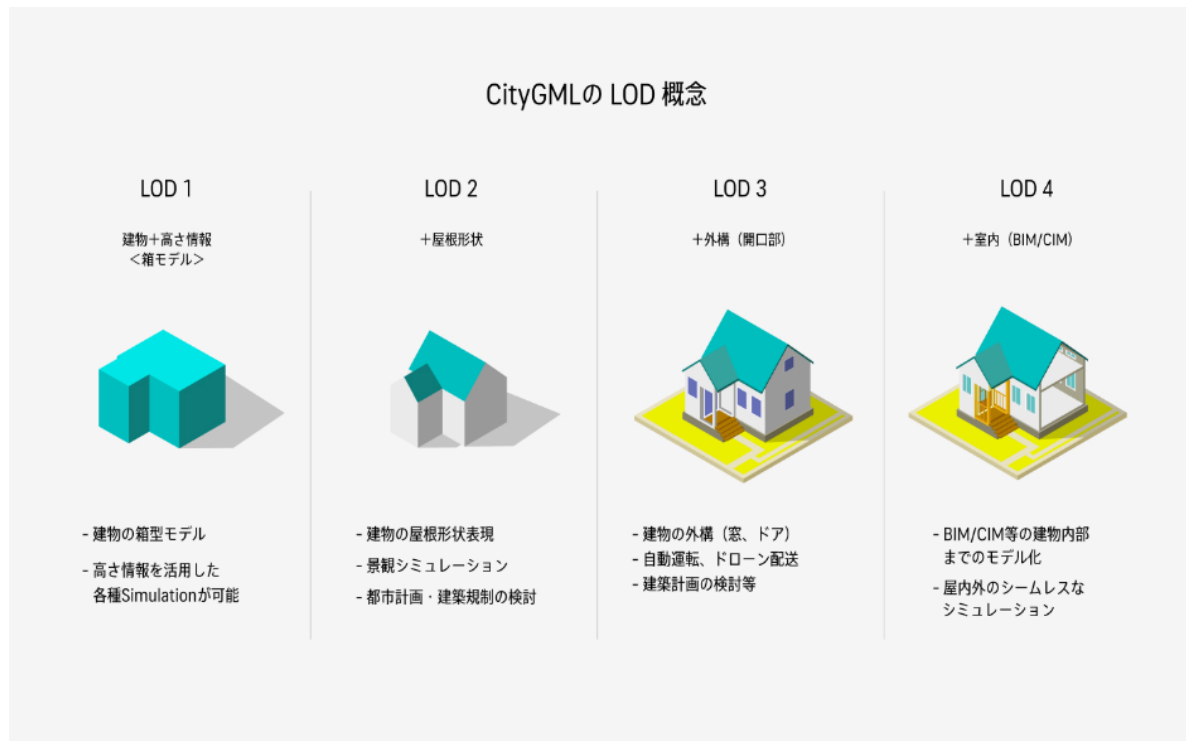 CityGMLの LOD 概念
LOD 1
建物＋高さ情報
＜箱モデル＞
- 建物の箱型モデル
- 高さ情報を活用した
各種Simulationが可能
LOD 2
＋屋根形状
- 建物の屋根形状表現
- 景観シミュレーション
- 都市計画・建築規制の検討
LOD 3
＋外構（開口部）
- 建物の外構（窓、ドア）
- 自動運転、ドローン配送
- 建築計画の検討等
LOD 4
＋室内（BIM/CIM）
- BIM/CIM等の建物内部
までのモデル化
- 屋内外のシームレスな
シミュレーション